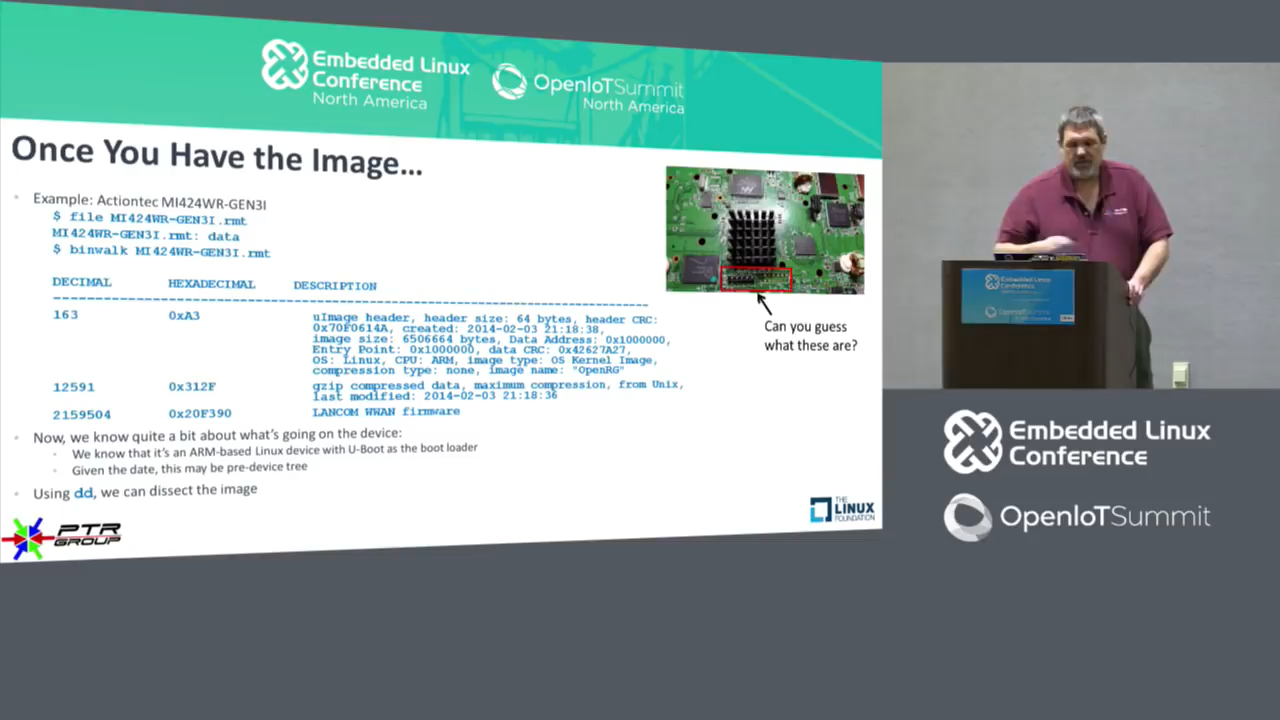 Embedded Linux
Conference
North America
OpenIoTSummit
North America
Once You Have the Image...
Example: Actiontec MI424WR-GEN3I
$ file MI424WR-GEN3I.rmt
MI424WR-GEN3I.rmt: data
$ binwalk MI424WR-GEN3I.rmt
DECIMAL HEXADECIMAL DESCRIPTION
163 0xA3 uImage header, header size: 64 bytes, header CRC:
0x70F0614A, created: 2014-02-03 21:18:38,
image size: 6506664 bytes, Data Address: 0x1000000,
Entry Point: 0x1000000, data CRC: 0x42627A27,
OS: Linux, CPU: ARM, image type: OS Kernel Image,
compression type: none, image name: "OpenRG"
12591 0x312F gzip compressed data, maximum compression, from Unix,
last modified: 2014-02-03 21:18:36
2159504 0x20F390 LANCOM WWAN firmware
Can you guess
what these are?
Now, we know quite a bit about what's going on the device:
We know that it's an ARM-based Linux device with U-Boot as the boot loader
Given the date, this may be pre-device tree
Using dd, we can dissect the image
PTR
GROUP
THE
LINUX
FOUNDATION
Embedded Linux
Conference
OpenIoTSummit
Embedded Linux
Conference
OpenIoTSummit